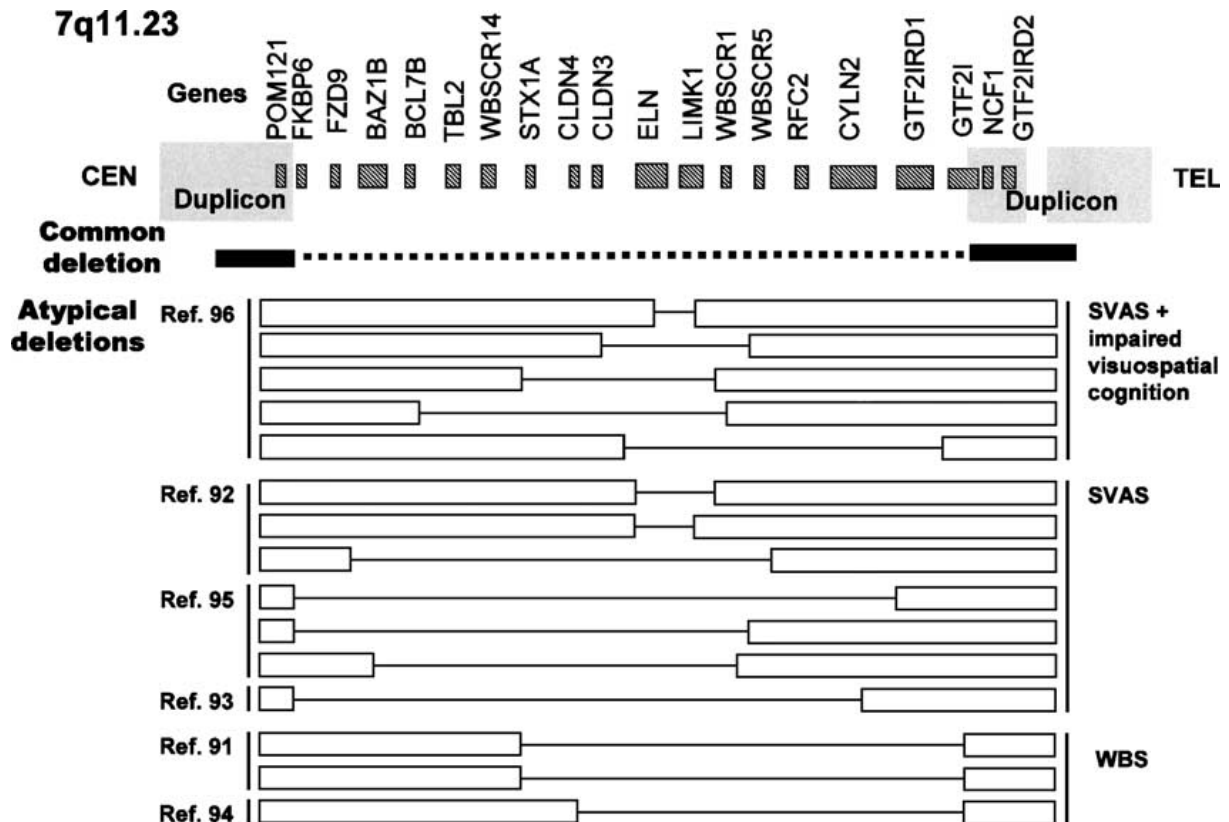 7q11.23
Genes
POM121
FKBP6
FZD9
BAZ1B
BCL7B
TBL2
WBSCR14
STX1A
CLDN4
CLDN3
ELN
LIMK1
WBSCR1
WBSCR5
RFC2
CYLN2
GTF2IRD1
GTF2I
NCF1
GTF2IRD2
CEN
TEL
Duplicon
Duplicon
Common
deletion
Atypical
deletions
Ref. 96
SVAS +
impaired
visuospatial
cognition
Ref. 92
SVAS
Ref. 95
Ref. 93
Ref. 91
WBS
Ref. 94